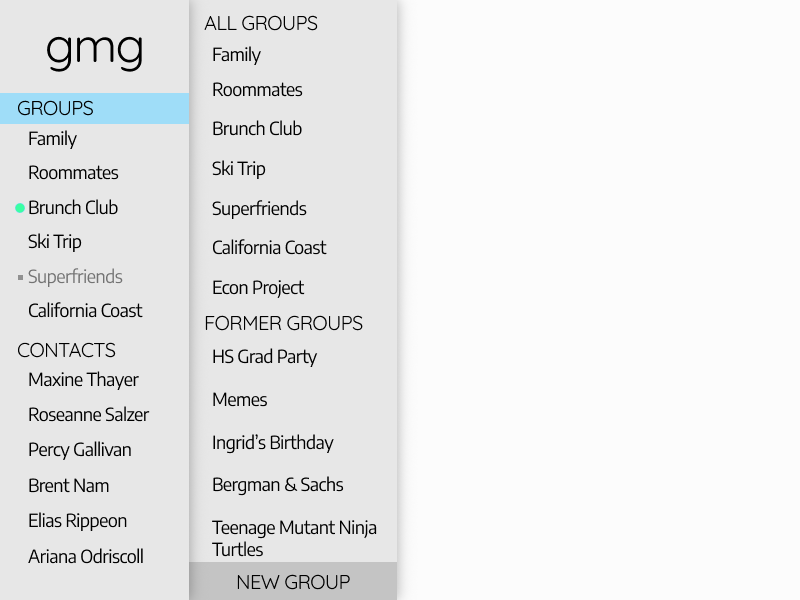 gmg
GROUPS
Family
Roommates
Brunch Club
Ski Trip
Superfriends
California Coast
CONTACTS
Maxine Thayer
Roseanne Salzer
Percy Gallivan
Brent Nam
Elias Rippeon
Ariana Odriscoll
ALL GROUPS
Family
Roommates
Brunch Club
Ski Trip
Superfriends
California Coast
Econ Project
FORMER GROUPS
HS Grad Party
Memes
Ingrid’s Birthday
Bergman & Sachs
Teenage Mutant Ninja
Turtles
NEW GROUP